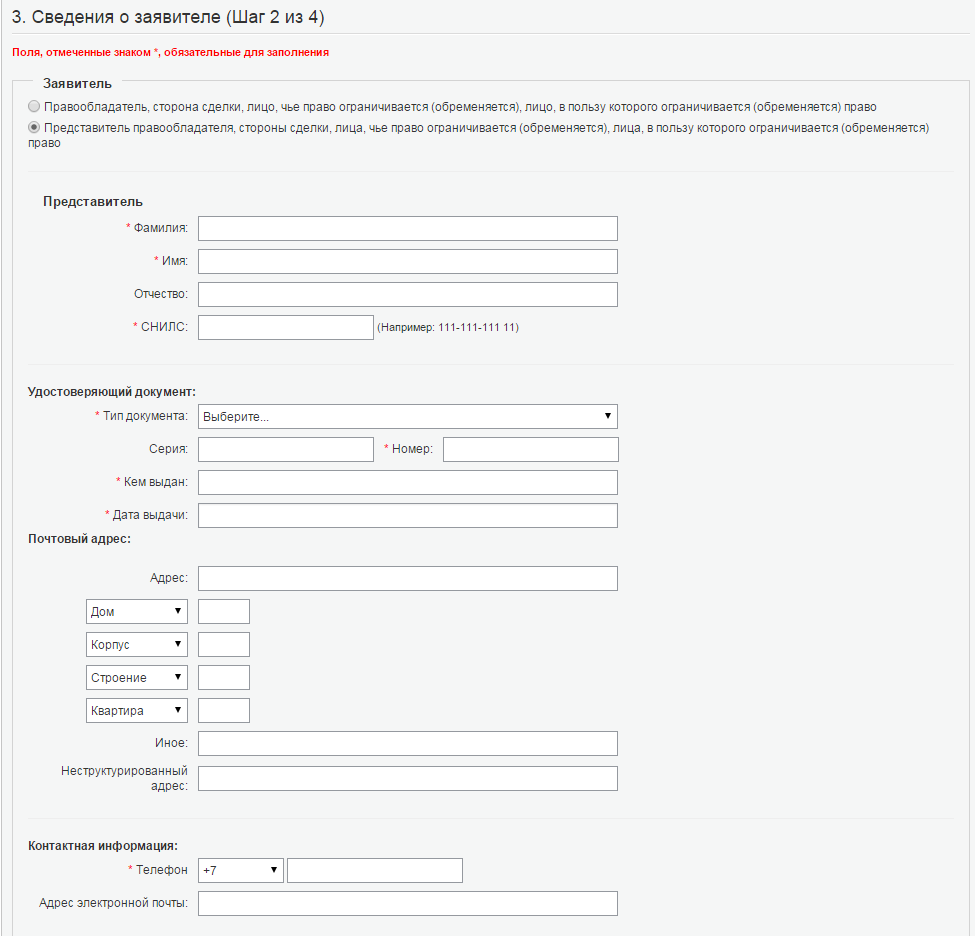 3. Сведения о заявителе (Шаг 2 из 4)
Поля, отмеченные знаком *, обязательные для заполнения
Заявитель
Правообладатель, сторона сделки, лицо, чье право ограничивается (обременяется), лицо, в пользу которого ограничивается (обременяется) право
Представитель правообладателя, стороны сделки, лица, чье право ограничивается (обременяется), лица, в пользу которого ограничивается (обременяется)
право
Представитель
* Фамилия:
* Имя:
Отчество:
* СНИЛС: (Например: 111-111-111 11)
Удостоверяющий документ:
* Тип документа: Выберите...
Серия: * Номер:
* Кем выдан:
* Дата выдачи:
Почтовый адрес:
Адрес:
Дом
Корпус
Строение
Квартира
Иное:
Неструктурированный
адрес:
Контактная информация:
* Телефон +7
Адрес электронной почты: